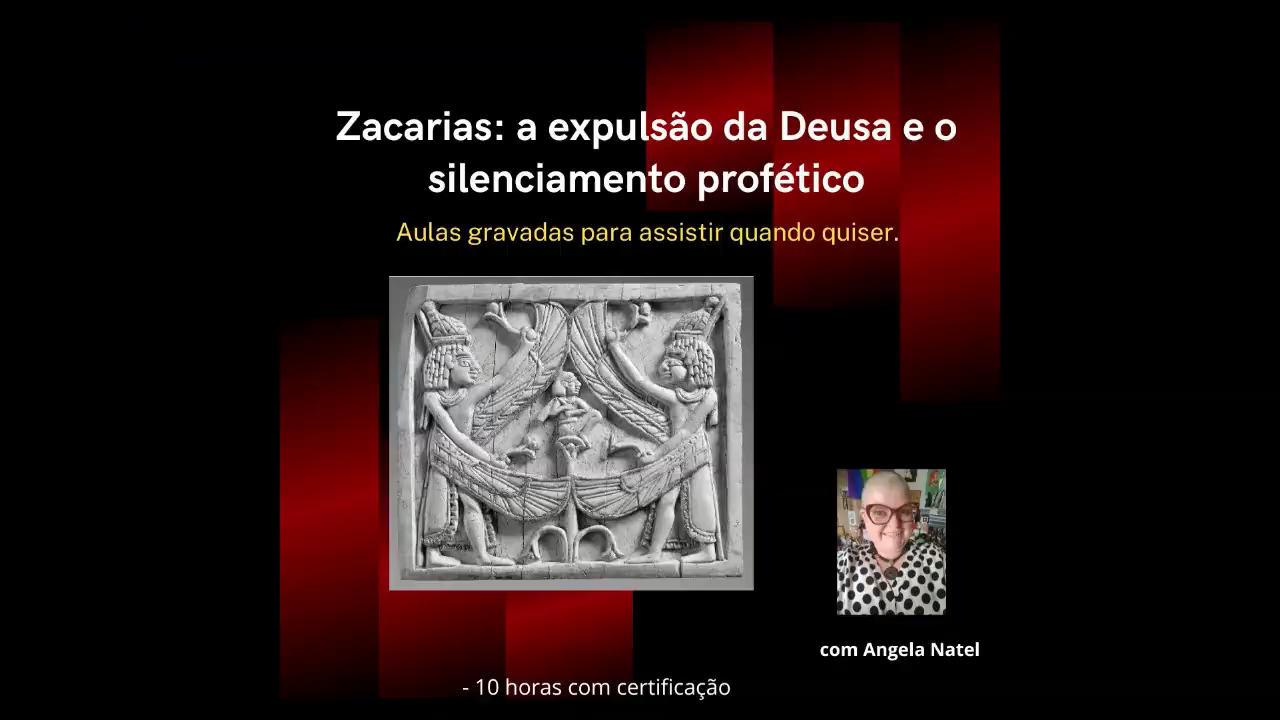 Zacarias: a expulsão da Deusa e o
silenciamento profético
Aulas gravadas para assistir quando quiser.
com Angela Natel
- 10 horas com certificação